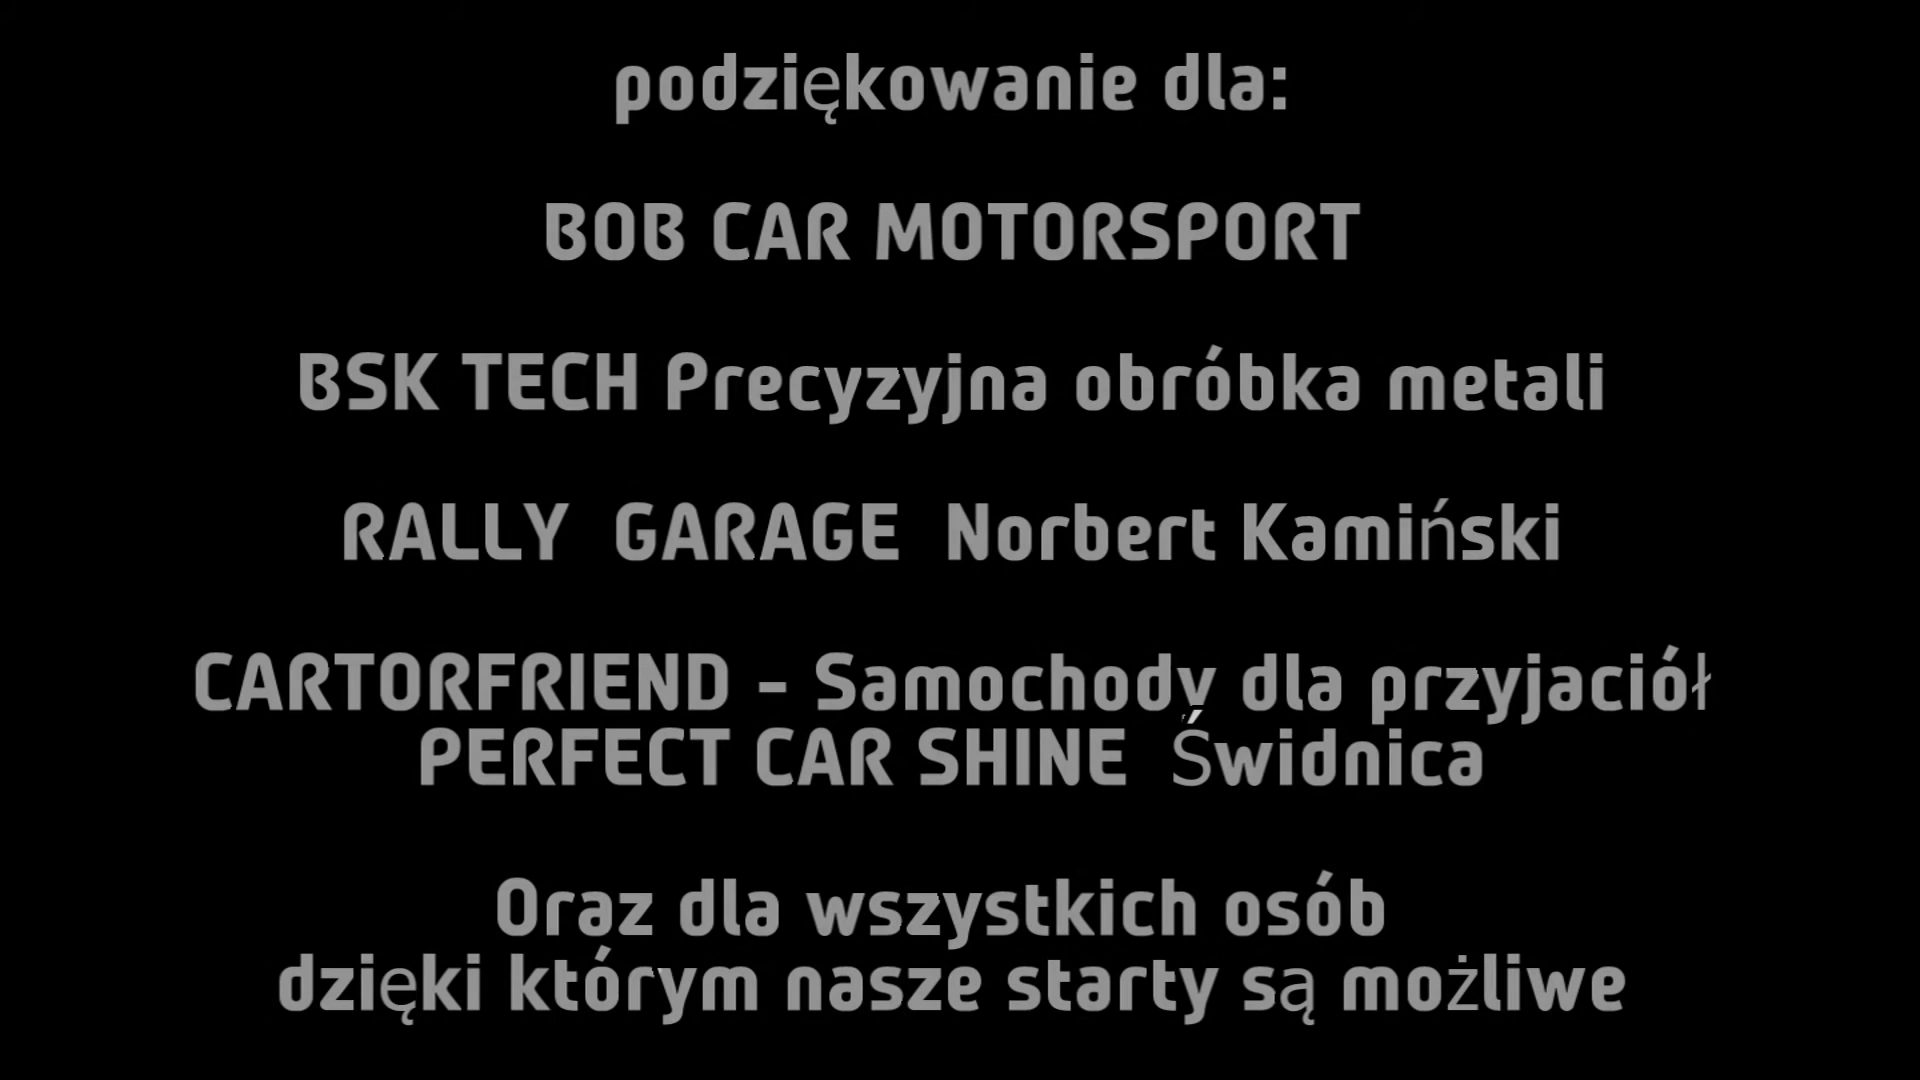 podziękowanie dla:
BOB CAR MOTORSPORT
BSK TECH Precyzyjna obróbka metali
RALLY  GARAGE  Norbert Kamiński
CARTORFRIEND - Samochody dla przyjaciół
PERFECT CAR SHINE  Świdnica
Oraz dla wszystkich osób
dzięki którym nasze starty są możliwe